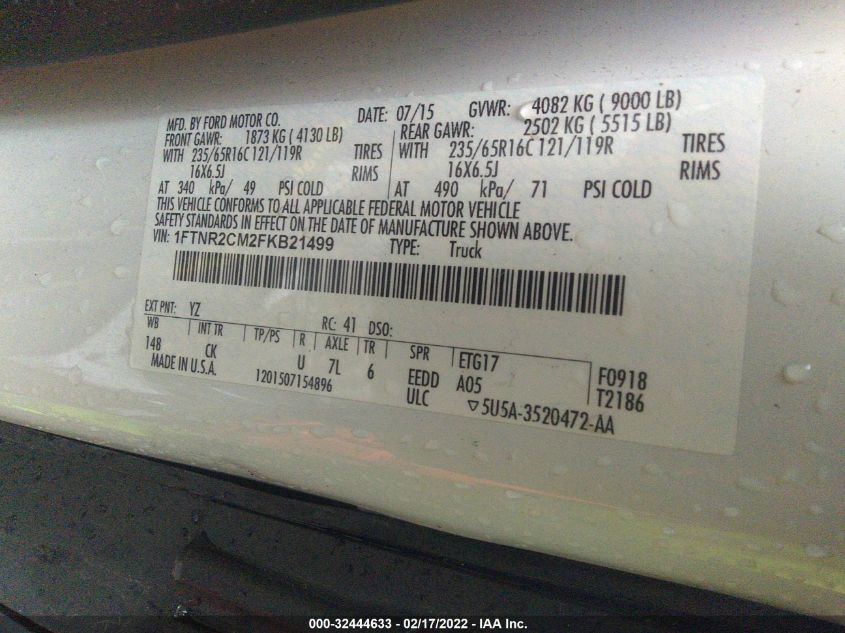 MFD. BY FORD MOTOR CO. DATE: 07/15 GVWR: 4082 KG ( 9000 LB)
FRONT GAWR: 1873 KG ( 4130 LB) REAR GAWR: 2502 KG ( 5515 LB)
WITH 235/65R16C 121/119R TIRES WITH 235/65R16C 121/119R TIRES
16X6.5J RIMS 16X6.5J RIMS
AT 340 kPa/ 49 PSI COLD AT 490 kPa/ 71 PSI COLD
THIS VEHICLE CONFORMS TO ALL APPLICABLE FEDERAL MOTOR VEHICLE
SAFETY STANDARDS IN EFFECT ON THE DATE OF MANUFACTURE SHOWN ABOVE.
VIN: 1FTNR2CM2FKB21499 TYPE: Truck
EXT PNT: YZ RC: 41 DSO:
WB INT TR TP/PS R AXLE TR SPR ETG17
148 CK U 7L 6 EEDD A05 F0918
MADE IN U.S.A. 1201507154896 ULC ▽5U5A-3520472-AA T2186
000-32444633 - 02/17/2022 - IAA Inc.